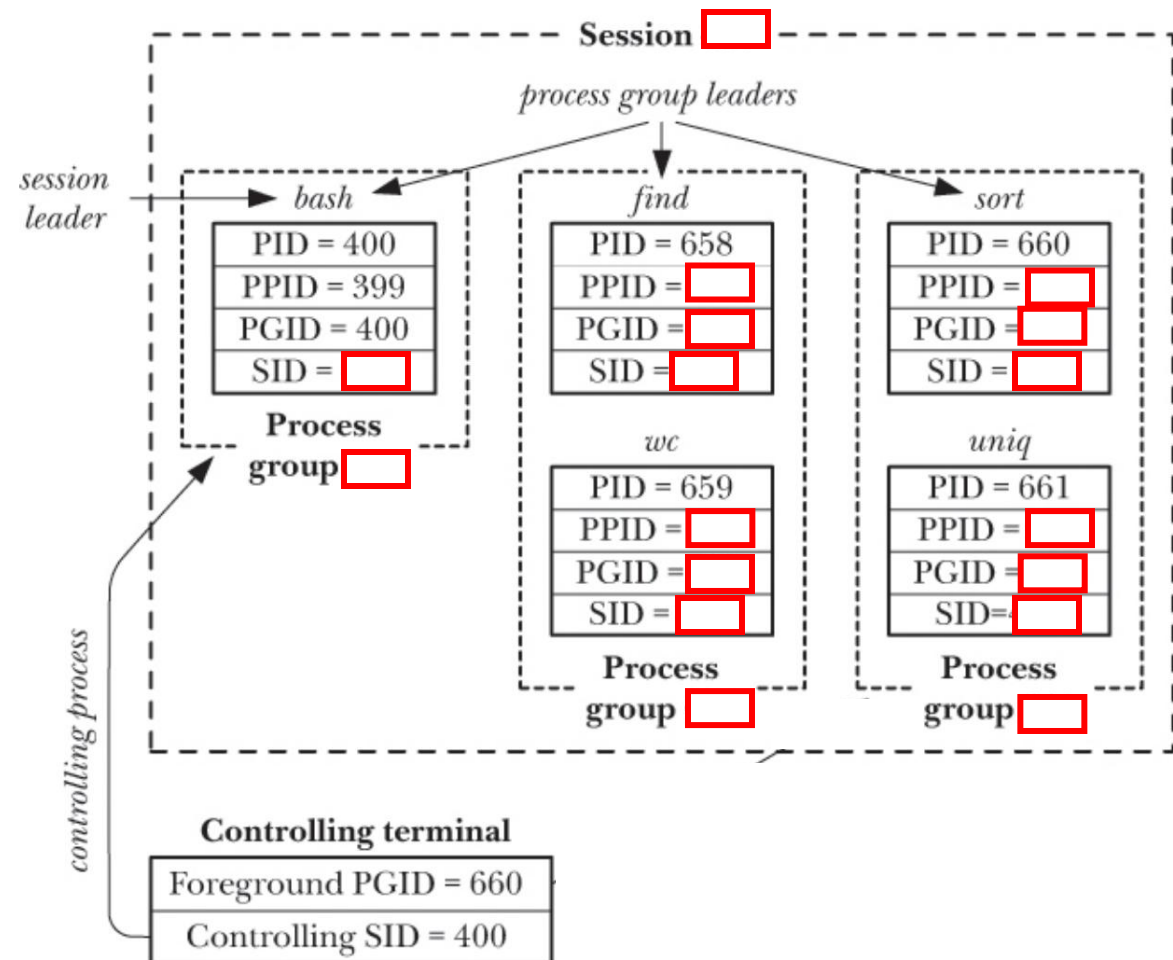 Session
process group leaders
session
leader
bash
PID = 400
PPID = 399
PGID = 400
SID =
Process
group
find
PID = 658
PPID =
PGID =
SID =
wc
PID = 659
PPID =
PGID =
SID =
Process
group
sort
PID = 660
PPID =
PGID =
SID =
uniq
PID = 661
PPID =
PGID =
SID=
Process
group
controlling process
Controlling terminal
Foreground PGID = 660
Controlling SID = 400